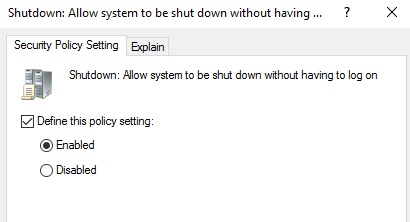 Shutdown: Allow system to be shut down without having ...
Security Policy Setting
Explain
Shutdown: Allow system to be shut down without having to log on
Define this policy setting:
Enabled
Disabled